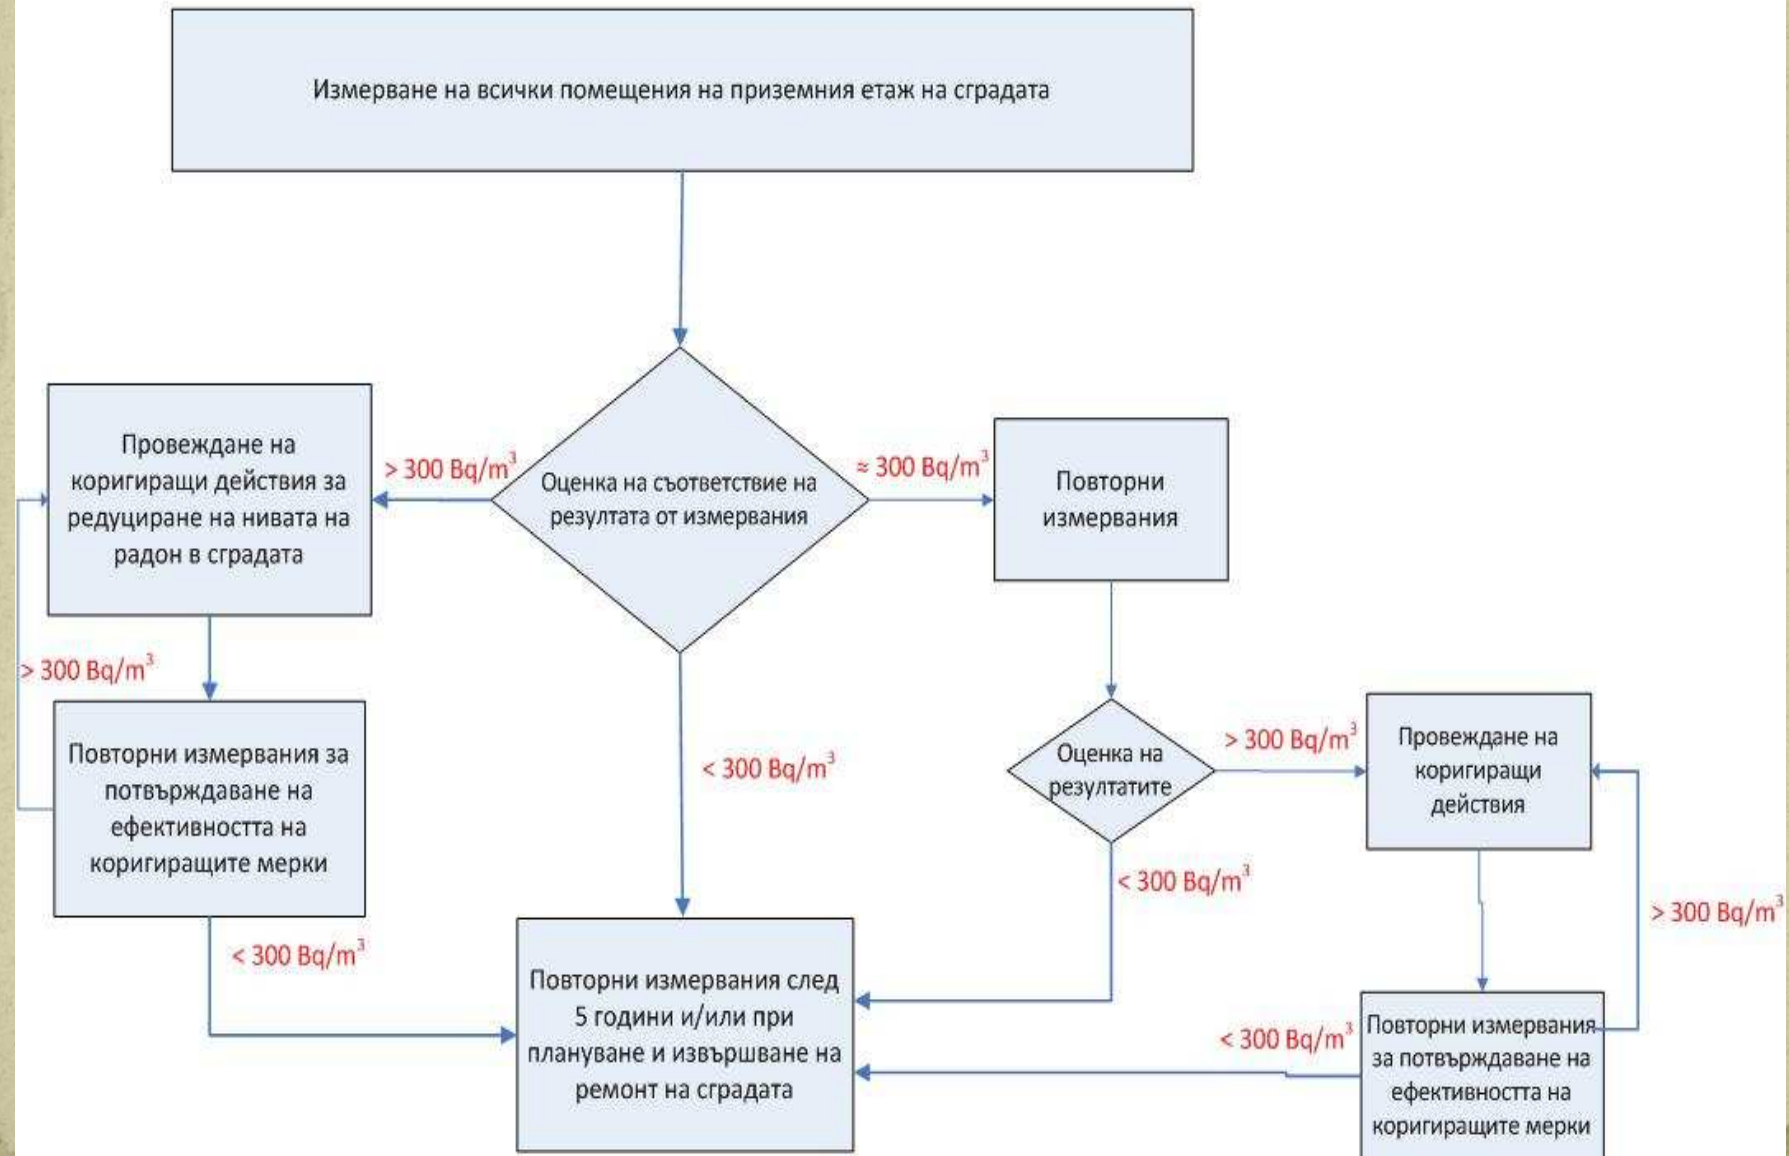 Измерване на всички помещения на приземния етаж на сградата
Провеждане на
коригиращи действия за
редуциране на нивата на
радон в сградата
> 300 Bq/m³
Оценка на съответствие на
резултата от измервания
≈ 300 Bq/m³
Повторни
измервания
> 300 Bq/m³
Повторни измервания за
потвърждаване на
ефективността на
коригиращите мерки
< 300 Bq/m³
Оценка на
резултатите
> 300 Bq/m³
Провеждане на
коригиращи
действия
< 300 Bq/m³
> 300 Bq/m³
< 300 Bq/m³
Повторни измервания след
5 години и/или при
плануване и извършване на
ремонт на сградата
< 300 Bq/m³
Повторни измервания
за потвърждаване на
ефективността на
коригиращите мерки